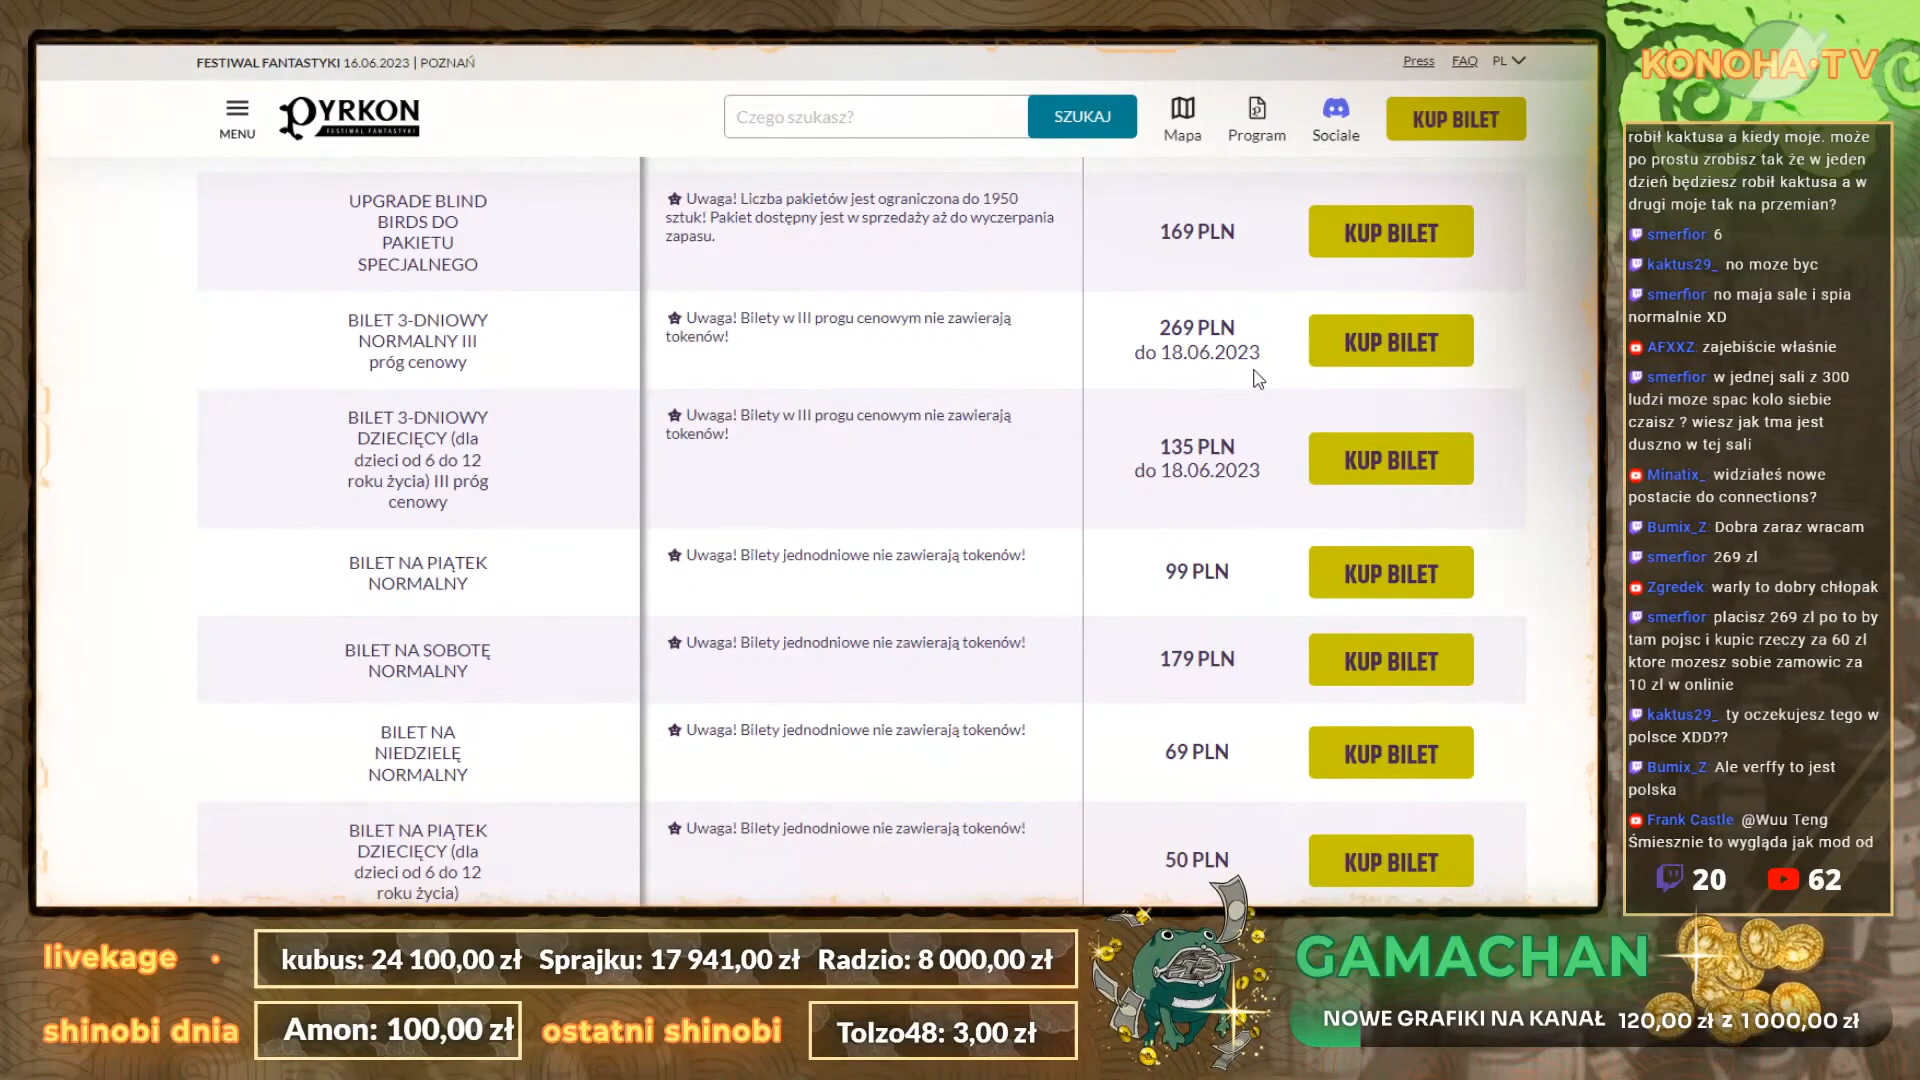 FESTIWAL FANTASTYKI 16.06.2023 | POZNAŃ
Press
FAQ
PL
MENU
PYRKON
FESTIWAL FANTASTYKI
Czego szukasz?
SZUKAJ
Mapa
Program
Sociale
KUP BILET
UPGRADE BLIND
BIRDS DO
PAKIETU
SPECJALNEGO
Uwaga! Liczba pakietów jest ograniczona do 1950
sztuk! Pakiet dostępny jest w sprzedaży aż do wyczerpania
zapasu.
169 PLN
KUP BILET
BILET 3-DNIOWY
NORMALNY III
próg cenowy
Uwaga! Bilety w III progu cenowym nie zawierają
tokenów!
269 PLN
do 18.06.2023
KUP BILET
BILET 3-DNIOWY
DZIECIĘCY (dla
dzieci od 6 do 12
roku życia) III próg
cenowy
Uwaga! Bilety w III progu cenowym nie zawierają
tokenów!
135 PLN
do 18.06.2023
KUP BILET
BILET NA PIĄTEK
NORMALNY
Uwaga! Bilety jednodniowe nie zawierają tokenów!
99 PLN
KUP BILET
BILET NA SOBOTĘ
NORMALNY
Uwaga! Bilety jednodniowe nie zawierają tokenów!
179 PLN
KUP BILET
BILET NA
NIEDZIELĘ
NORMALNY
Uwaga! Bilety jednodniowe nie zawierają tokenów!
69 PLN
KUP BILET
BILET NA PIĄTEK
DZIECIĘCY (dla
dzieci od 6 do 12
roku życia)
Uwaga! Bilety jednodniowe nie zawierają tokenów!
50 PLN
KUP BILET
KONOHA TV
robił kaktusa a kiedy moje. może
po prostu zrobisz tak że w jeden
dzień będziesz robił kaktusa a w
drugi moje tak na przemian?
smerfior: 6
kaktus29_: no moze byc
smerfior: no maja sale i spia
normalnie XD
AFXXZ: zajebiście właśnie
smerfior: w jednej sali z 300
ludzi moze spac kolo siebie
czaisz ? wiesz jak tma jest
duszno w tej sali
Minatix_: widziałeś nowe
postacie do connections?
Bumix_Z: Dobra zaraz wracam
smerfior: 269 zl
Zgredek: warly to dobry chłopak
smerfior: placisz 269 zl po to by
tam pojsc i kupic rzeczy za 60 zl
ktore mozesz sobie zamowic za
10 zl w onlinie
kaktus29_: ty oczekujesz tego w
polsce XDD??
Bumix_Z: Ale verffy to jest
polska
Frank Castle: @Wuu Teng
Śmiesznie to wygląda jak mod od
20
62
livekage
kubus: 24 100,00 zł Sprajku: 17 941,00 zł Radzio: 8 000,00 zł
shinobi dnia
Amon: 100,00 zł
ostatni shinobi
Tolzo48: 3,00 zł
GAMACHAN
NOWE GRAFIKI NA KANAŁ 120,00 zł z 1 000,00 zł